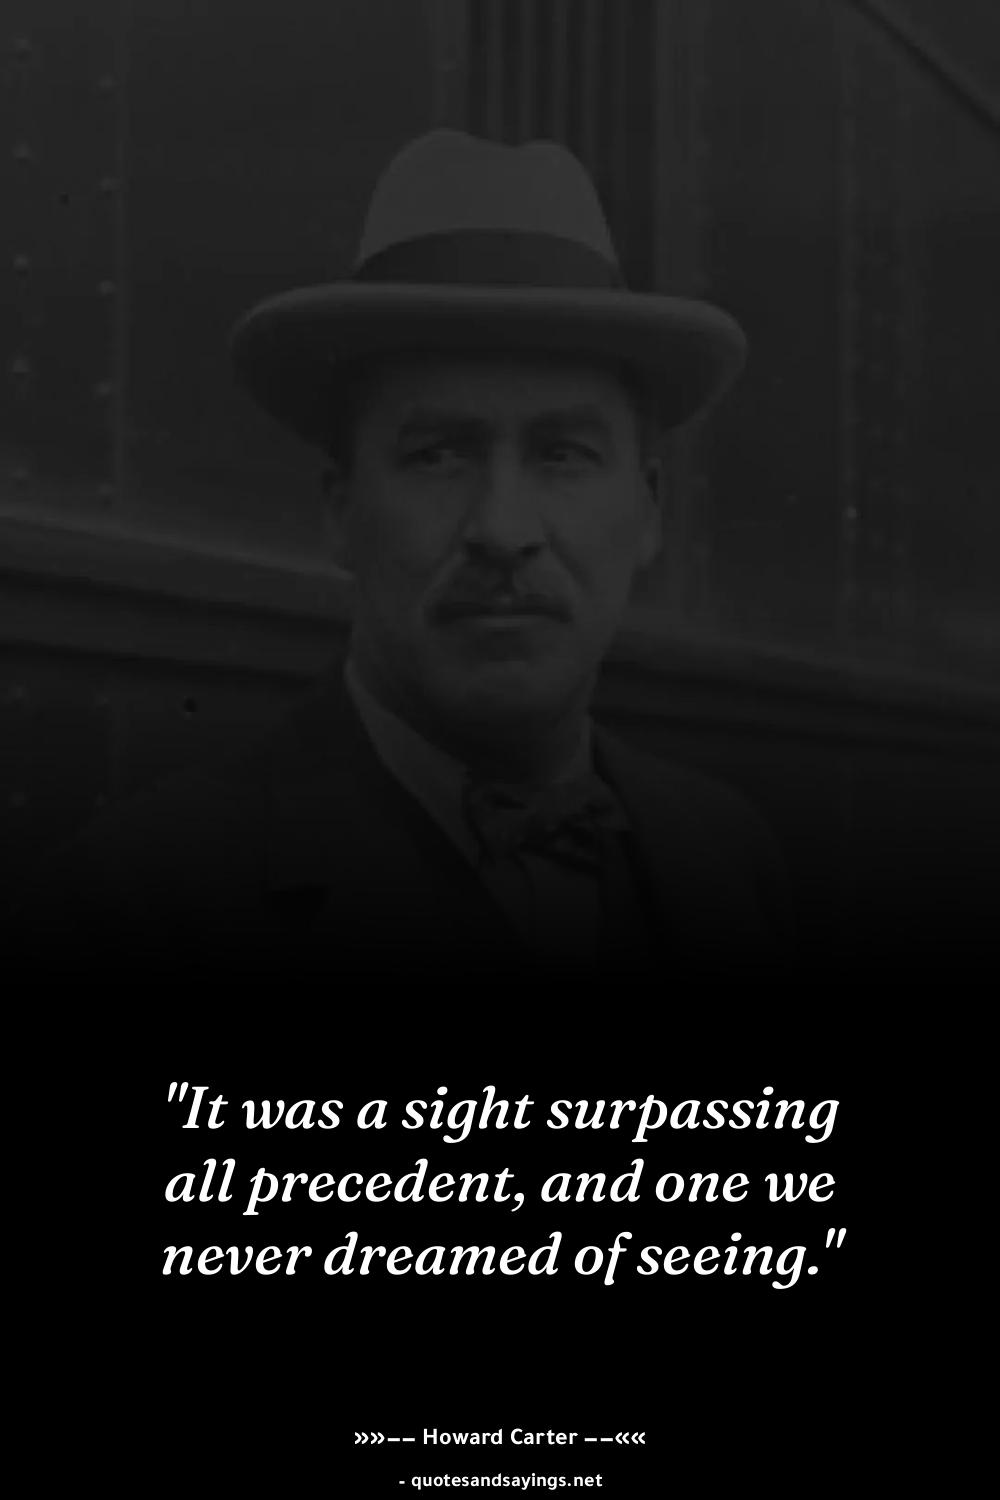 "It was a sight surpassing
all precedent, and one we
never dreamed of seeing."
»»–– Howard Carter ––««
- quotesandsayings.net